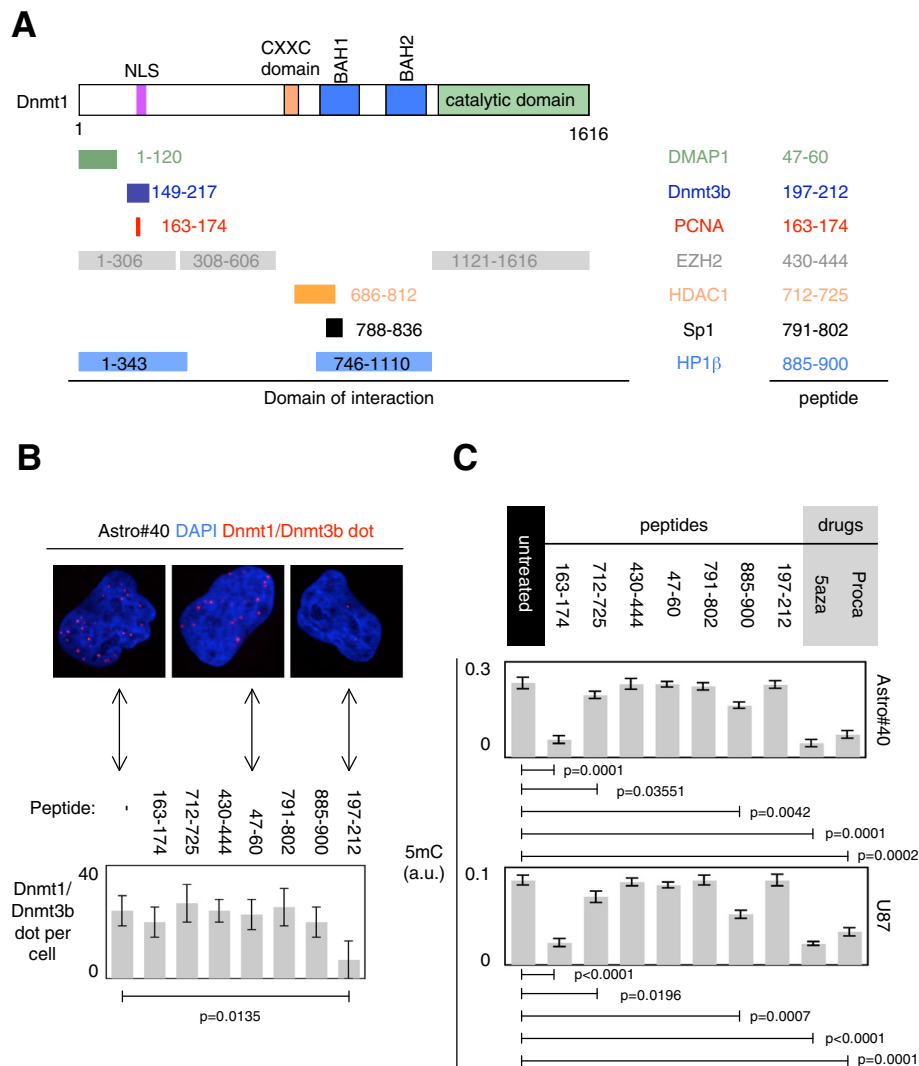 A
NLS
CXXC
domain
BAH1
BAH2
Dnmt1
catalytic domain
1
1616
1-120
DMAP1
47-60
149-217
Dnmt3b
197-212
163-174
PCNA
163-174
1-306
308-606
1121-1616
EZH2
430-444
686-812
HDAC1
712-725
788-836
Sp1
791-802
1-343
746-1110
HP1β
885-900
Domain of interaction
peptide
B
Astro#40 DAPI Dnmt1/Dnmt3b dot
Peptide:
-
163-174
712-725
430-444
47-60
791-802
885-900
197-212
Dnmt1/
Dnmt3b
dot per
cell
40
0
p=0.0135
C
untreated
peptides
drugs
163-174
712-725
430-444
47-60
791-802
885-900
197-212
5aza
Proca
5mC
(a.u.)
0.3
0
Astro#40
p=0.0001
p=0.03551
p=0.0042
p=0.0001
p=0.0002
0.1
0
U87
p<0.0001
p=0.0196
p=0.0007
p<0.0001
p=0.0001